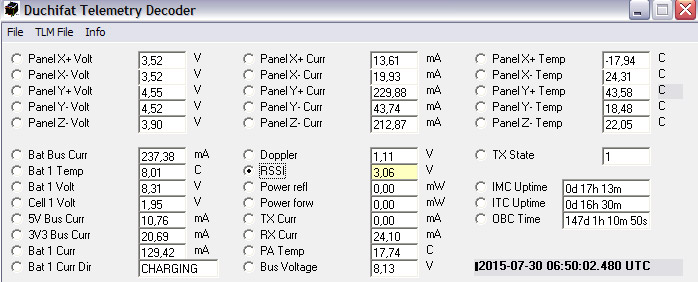 Duchifat Telemetry Decoder
File TLM File Info
Panel X+ Volt 3,52 V Panel X+ Curr 13,61 mA Panel X+ Temp -17,94 C
Panel X- Volt 3,52 V Panel X- Curr 19,93 mA Panel X- Temp 24,31 C
Panel Y+ Volt 4,55 V Panel Y+ Curr 229,88 mA Panel Y+ Temp 43,58 C
Panel Y- Volt 4,52 V Panel Y- Curr 43,74 mA Panel Y- Temp 18,48 C
Panel Z- Volt 3,90 V Panel Z- Curr 212,87 mA Panel Z- Temp 22,05 C
Bat Bus Curr 237,38 mA Doppler 1,11 V TX State 1
Bat 1 Temp 8,01 C RSSI 3,06 V
Bat 1 Volt 8,31 V Power refl 0,00 mW IMC Uptime 0d 17h 13m
Cell 1 Volt 1,95 V Power forw 0,00 mW ITC Uptime 0d 16h 30m
5V Bus Curr 10,76 mA TX Curr 0,00 mA OBC Time 147d 1h 10m 50s
3V3 Bus Curr 20,69 mA RX Curr 24,10 mA
Bat 1 Curr 129,42 mA PA Temp 17,74 C
Bat 1 Curr Dir CHARGING Bus Voltage 8,13 V 2015-07-30 06:50:02.480 UTC